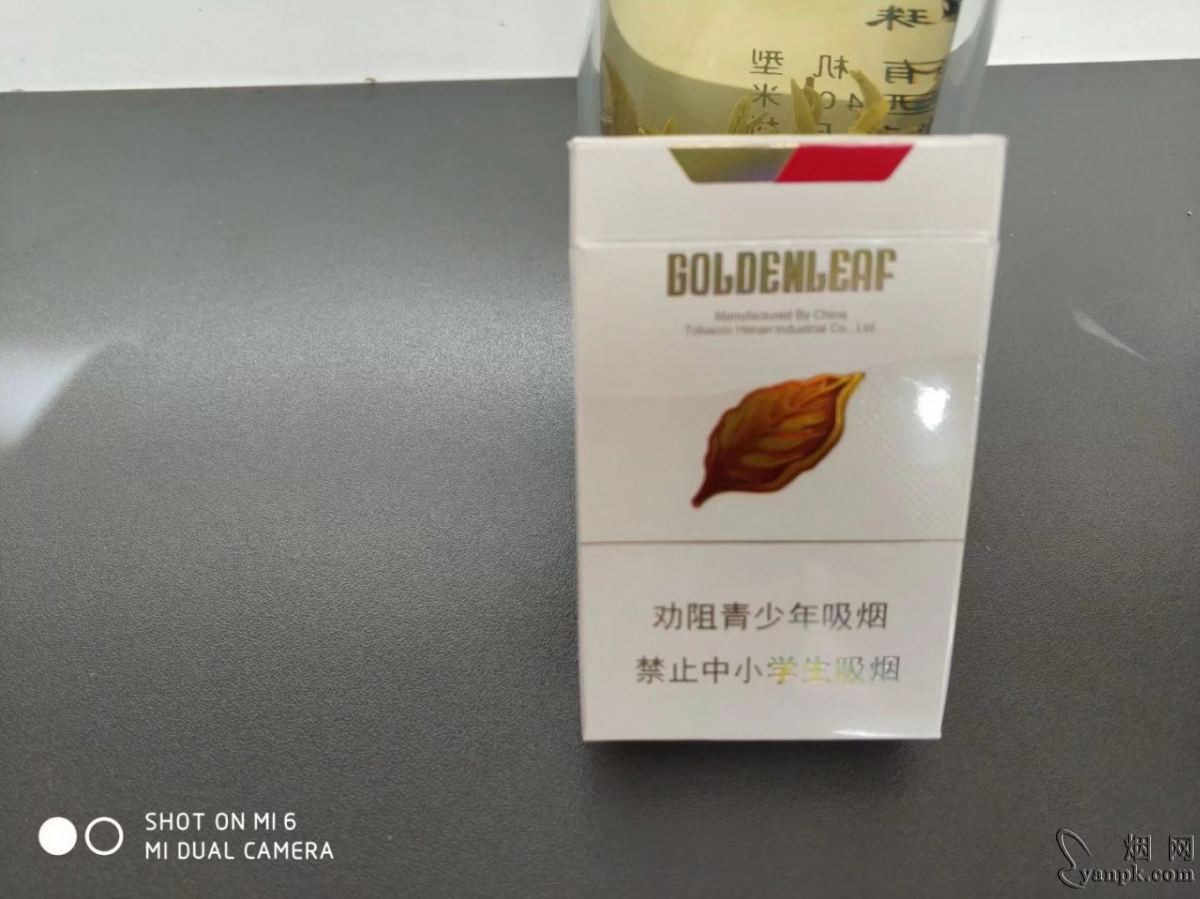 GOLDENLEAF
Manufactured By China
Tobacco Henan Industrial Co., Ltd.
劝阻青少年吸烟
禁止中小学生吸烟
SHOT ON MI 6
MI DUAL CAMERA
烟网
yanpk.com